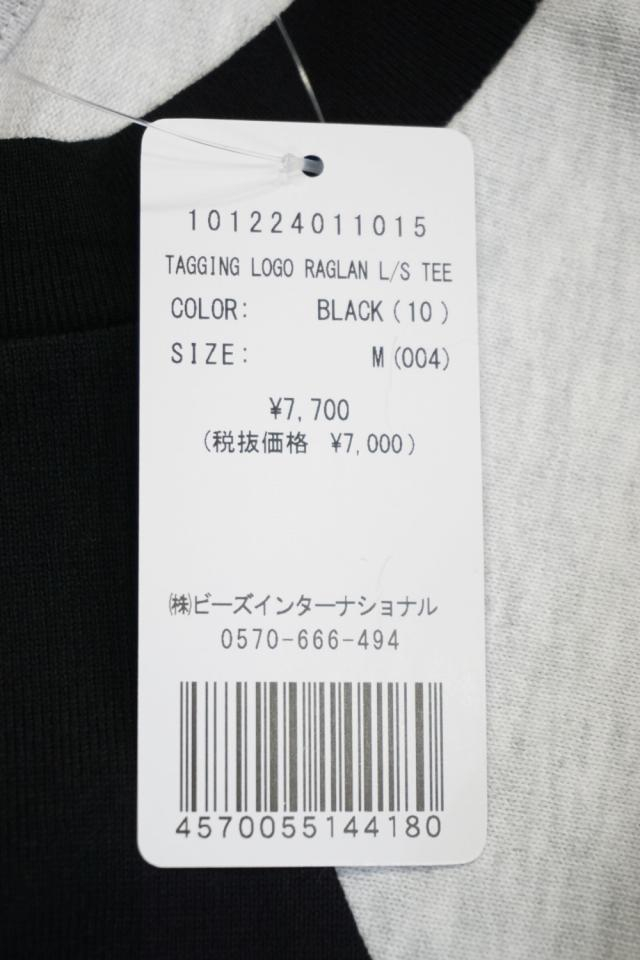 101224011015
TAGGING LOGO RAGLAN L/S TEE
COLOR: BLACK(10)
SIZE: M(004)
¥7,700
(税抜価格 ¥7,000)
㈱ビーズインターナショナル
0570-666-494
4570055144180